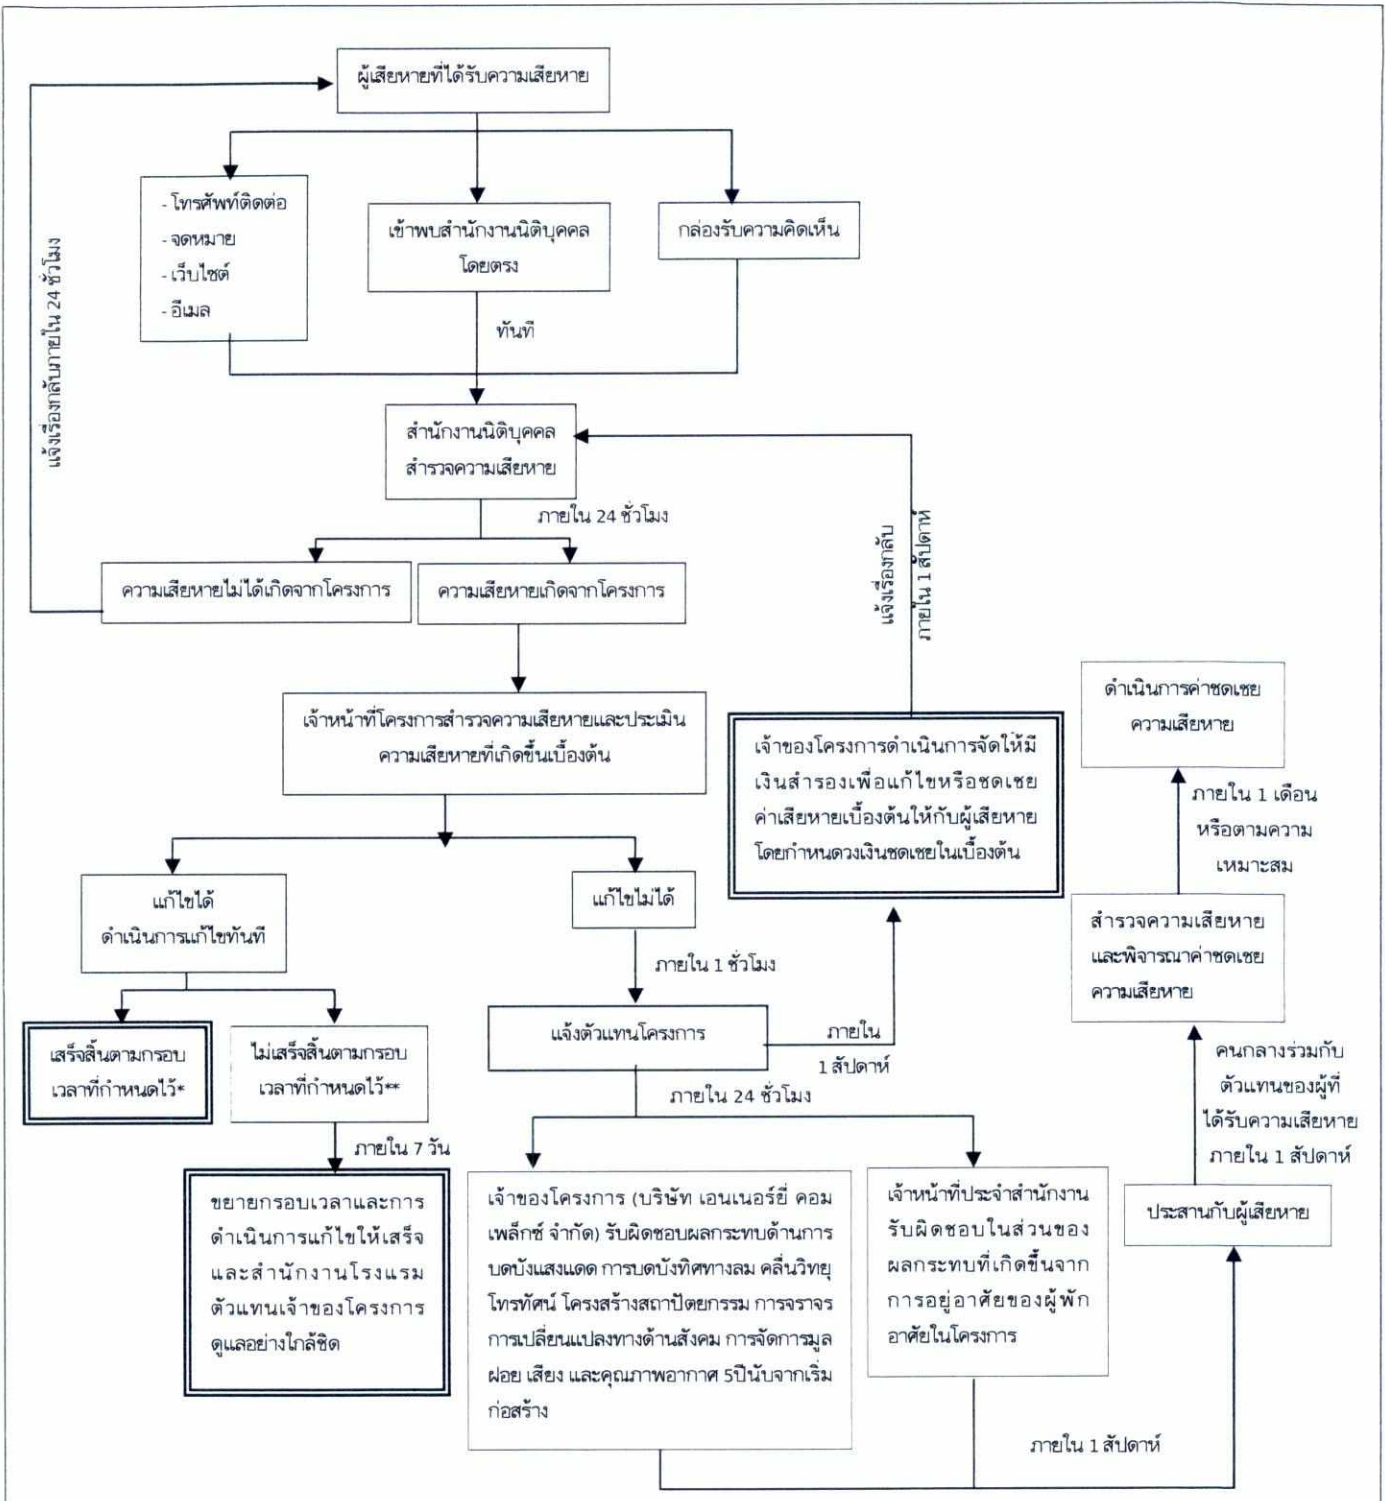 ผู้เสียหายที่ได้รับความเสียหาย
- โทรศัพท์ติดต่อ
- จดหมาย
- เว็บไซต์
- อีเมล
เข้าพบสำนักงานนิติบุคคล
โดยตรง
กล่องรับความคิดเห็น
ทันที
แจ้งเรื่องกลับภายใน 24 ชั่วโมง
สำนักงานนิติบุคคล
สำรวจความเสียหาย
ภายใน 24 ชั่วโมง
ความเสียหายไม่ได้เกิดจากโครงการ
ความเสียหายเกิดจากโครงการ
แจ้งเรื่องกลับ
ภายใน 1 สัปดาห์
เจ้าหน้าที่โครงการสำรวจความเสียหายและประเมิน
ความเสียหายที่เกิดขึ้นเบื้องต้น
เจ้าของโครงการดำเนินการจัดให้มี
เงินสำรองเพื่อแก้ไขหรือชดเชย
ค่าเสียหายเบื้องต้นให้กับผู้เสียหาย
โดยกำหนดวงเงินชดเชยในเบื้องต้น
ดำเนินการค่าชดเชย
ความเสียหาย
ภายใน 1 เดือน
หรือตามความ
เหมาะสม
แก้ไขได้
ดำเนินการแก้ไขทันที
แก้ไขไม่ได้
ภายใน 1 ชั่วโมง
สำรวจความเสียหาย
และพิจารณาค่าชดเชย
ความเสียหาย
เสร็จสิ้นตามกรอบ
เวลาที่กำหนดไว้*
ไม่เสร็จสิ้นตามกรอบ
เวลาที่กำหนดไว้**
แจ้งตัวแทนโครงการ
ภายใน
1 สัปดาห์
ภายใน 24 ชั่วโมง
คนกลางร่วมกับ
ตัวแทนของผู้ที่
ได้รับความเสียหาย
ภายใน 1 สัปดาห์
ภายใน 7 วัน
ขยายกรอบเวลาและการ
ดำเนินการแก้ไขให้เสร็จ
และสำนักงานโรงแรม
ตัวแทนเจ้าของโครงการ
ดูแลอย่างใกล้ชิด
เจ้าของโครงการ (บริษัท เอนเนอร์ยี่ คอม
เพล็กซ์ จำกัด) รับผิดชอบผลกระทบด้านการ
บดบังแสงแดด การบดบังทิศทางลม คลื่นวิทยุ
โทรทัศน์ โครงสร้างสถาปัตยกรรม การจราจร
การเปลี่ยนแปลงทางด้านสังคม การจัดการมูล
ฝอย เสียง และคุณภาพอากาศ 5ปีนับจากเริ่ม
ก่อสร้าง
เจ้าหน้าที่ประจำสำนักงาน
รับผิดชอบในส่วนของ
ผลกระทบที่เกิดขึ้นจาก
การอยู่อาศัยของผู้พัก
อาศัยในโครงการ
ประสานกับผู้เสียหาย
ภายใน 1 สัปดาห์